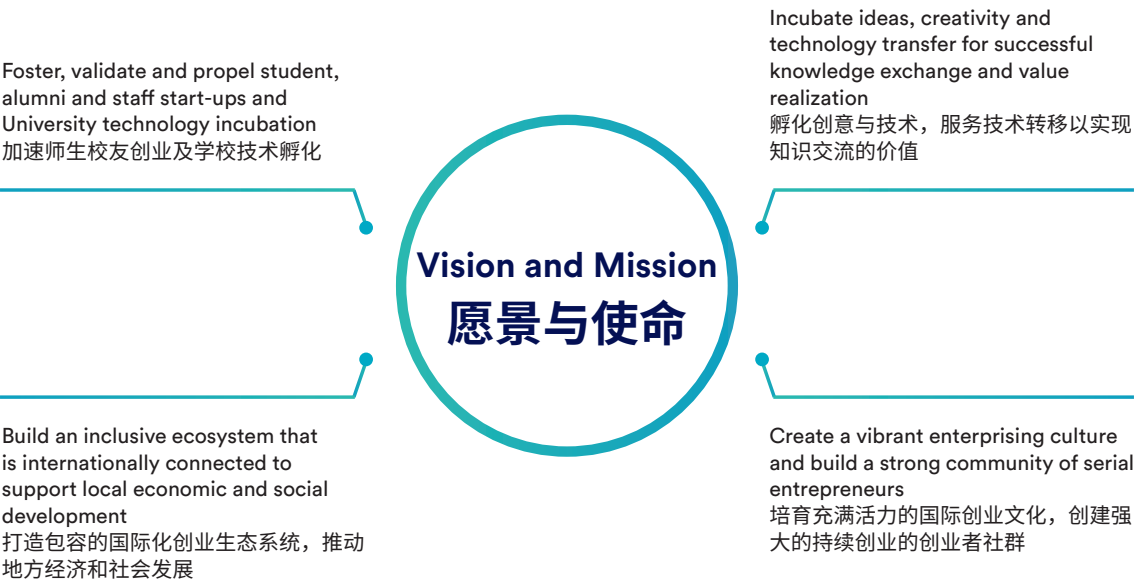 Foster, validate and propel student,
alumni and staff start-ups and
University technology incubation
加速师生校友创业及学校技术孵化
Incubate ideas, creativity and
technology transfer for successful
knowledge exchange and value
realization
孵化创意与技术，服务技术转移以实现
知识交流的价值
Vision and Mission
愿景与使命
Build an inclusive ecosystem that
is internationally connected to
support local economic and social
development
打造包容的国际化创业生态系统，推动
地方经济和社会发展
Create a vibrant enterprising culture
and build a strong community of serial
entrepreneurs
培育充满活力的国际创业文化，创建强
大的持续创业的创业者社群